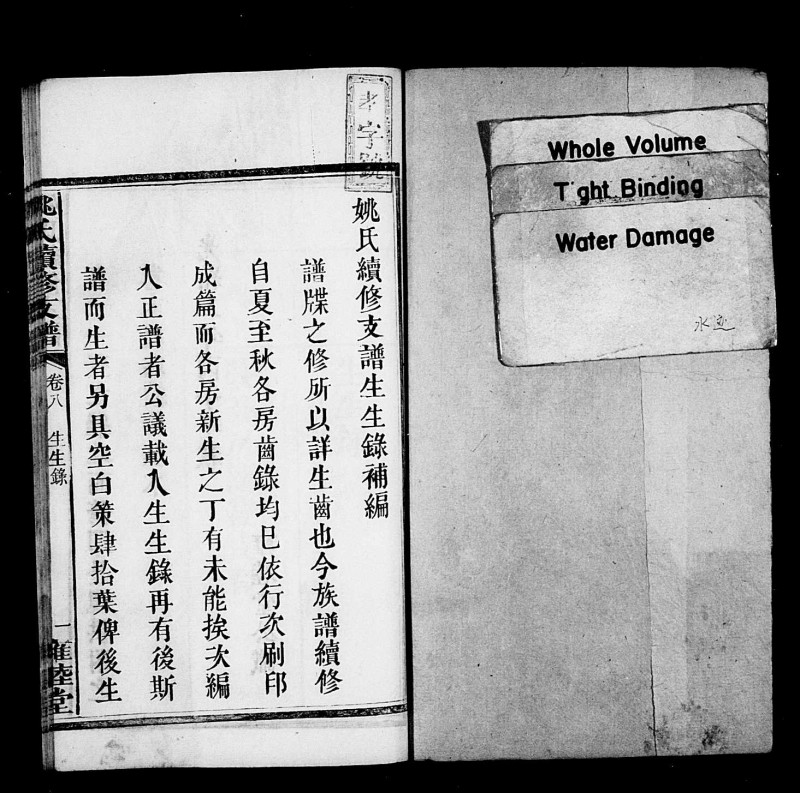 孝字號
姚氏續修支譜生生錄補編
譜牒之修所以詳生齒也今族譜續修
自夏至秋各房齒錄均已依行次刷印
成篇而各房新生之丁有未能挨次編
入正譜者公議載入生生錄再有後斯
譜而生者另具空白策肆拾葉俾後生
姚氏續修支譜
卷八
生生錄
一
雍睦堂
Whole Volume
Tight Binding
Water Damage
水迹